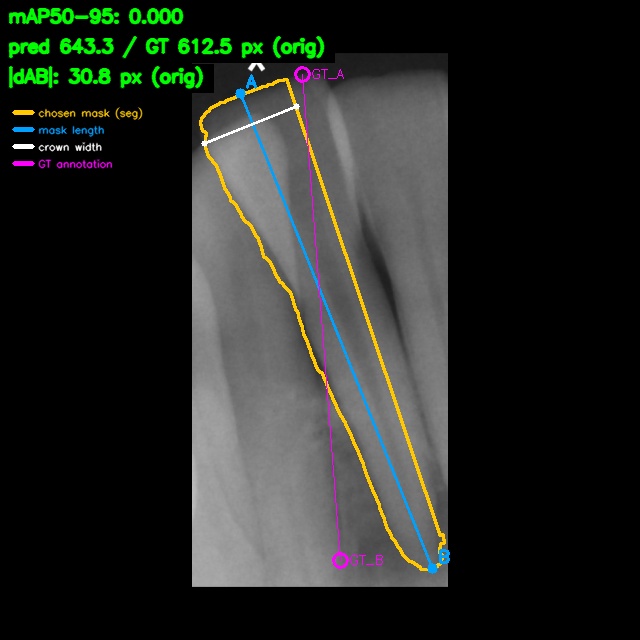 mAP50-95: 0.000
pred 643.3 / GT 612.5 px (orig)
|dAB|: 30.8 px (orig)
chosen mask (seg)
mask length
crown width
GT annotation
A
GT_A
B
GT_B